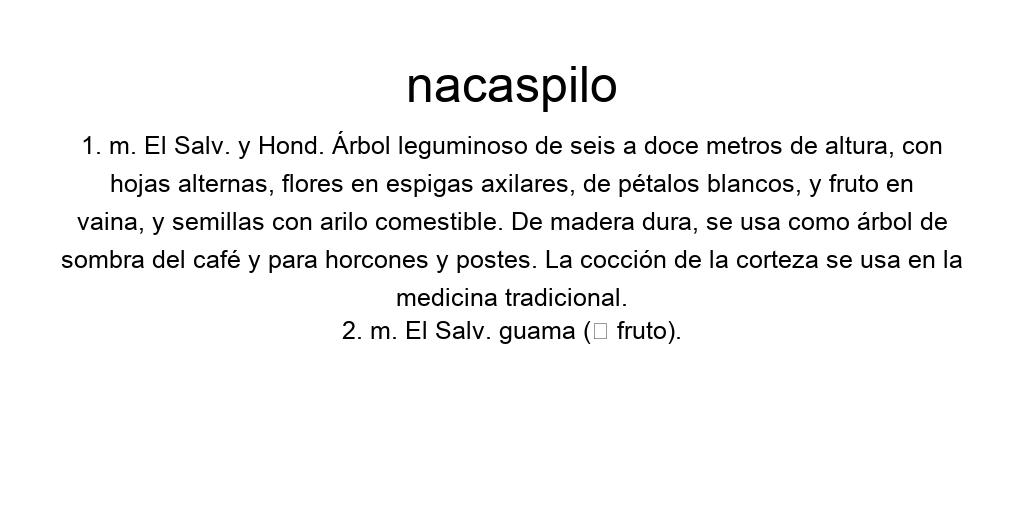 nacaspilo
1. m. El Salv. y Hond. Árbol leguminoso de seis a doce metros de altura, con
hojas alternas, flores en espigas axilares, de pétalos blancos, y fruto en
vaina, y semillas con arilo comestible. De madera dura, se usa como árbol de
sombra del café y para horcones y postes. La cocción de la corteza se usa en la
medicina tradicional.
2. m. El Salv. guama (□ fruto).